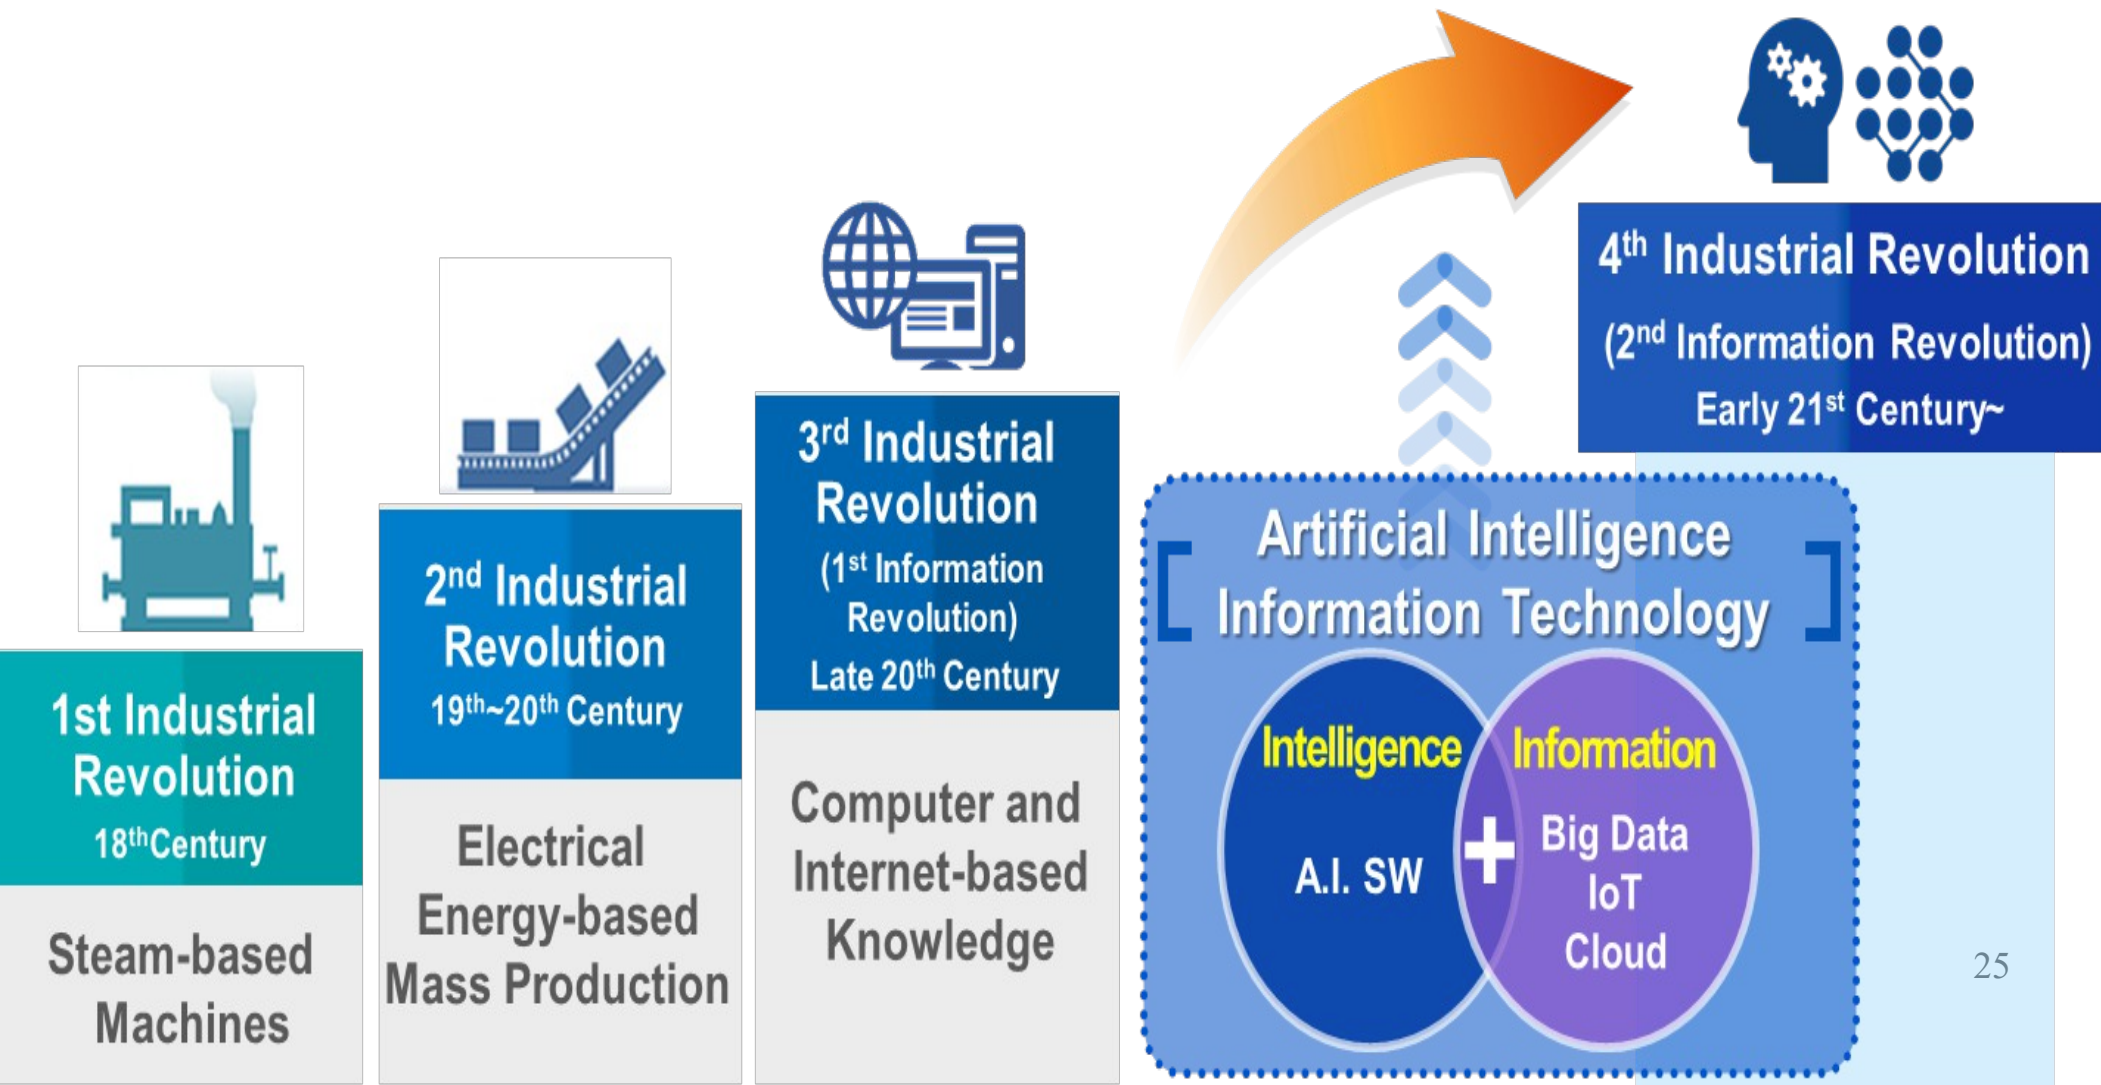 1st Industrial
Revolution
18thCentury
Steam-based
Machines
2nd Industrial
Revolution
19th~20th Century
Electrical
Energy-based
Mass Production
3rd Industrial
Revolution
(1st Information
Revolution)
Late 20th Century
Computer and
Internet-based
Knowledge
4th Industrial Revolution
(2nd Information Revolution)
Early 21st Century~
[ Artificial Intelligence
Information Technology ]
Intelligence
A.I. SW
+
Information
Big Data
IoT
Cloud
25